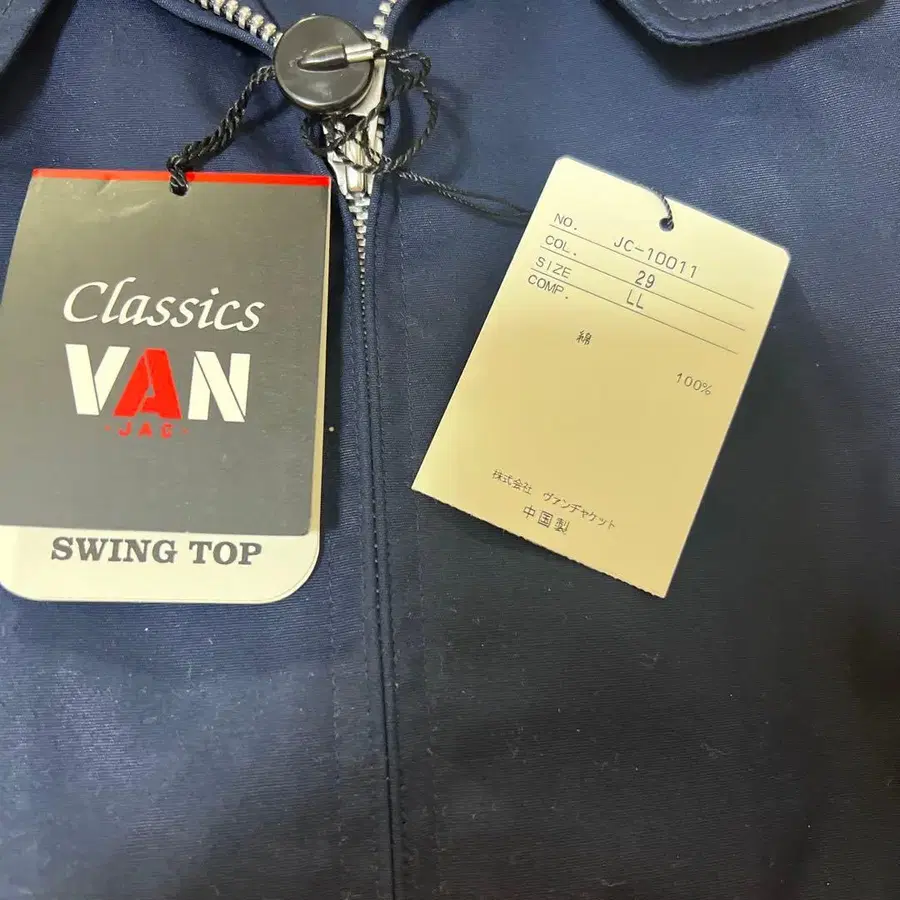 Classics
VAN
-JAC-
SWING TOP
NO. JC-10011
COL. 29
SIZE LL
COMP.
綿
100%
株式会社 ヴァンヂャケット
中国製